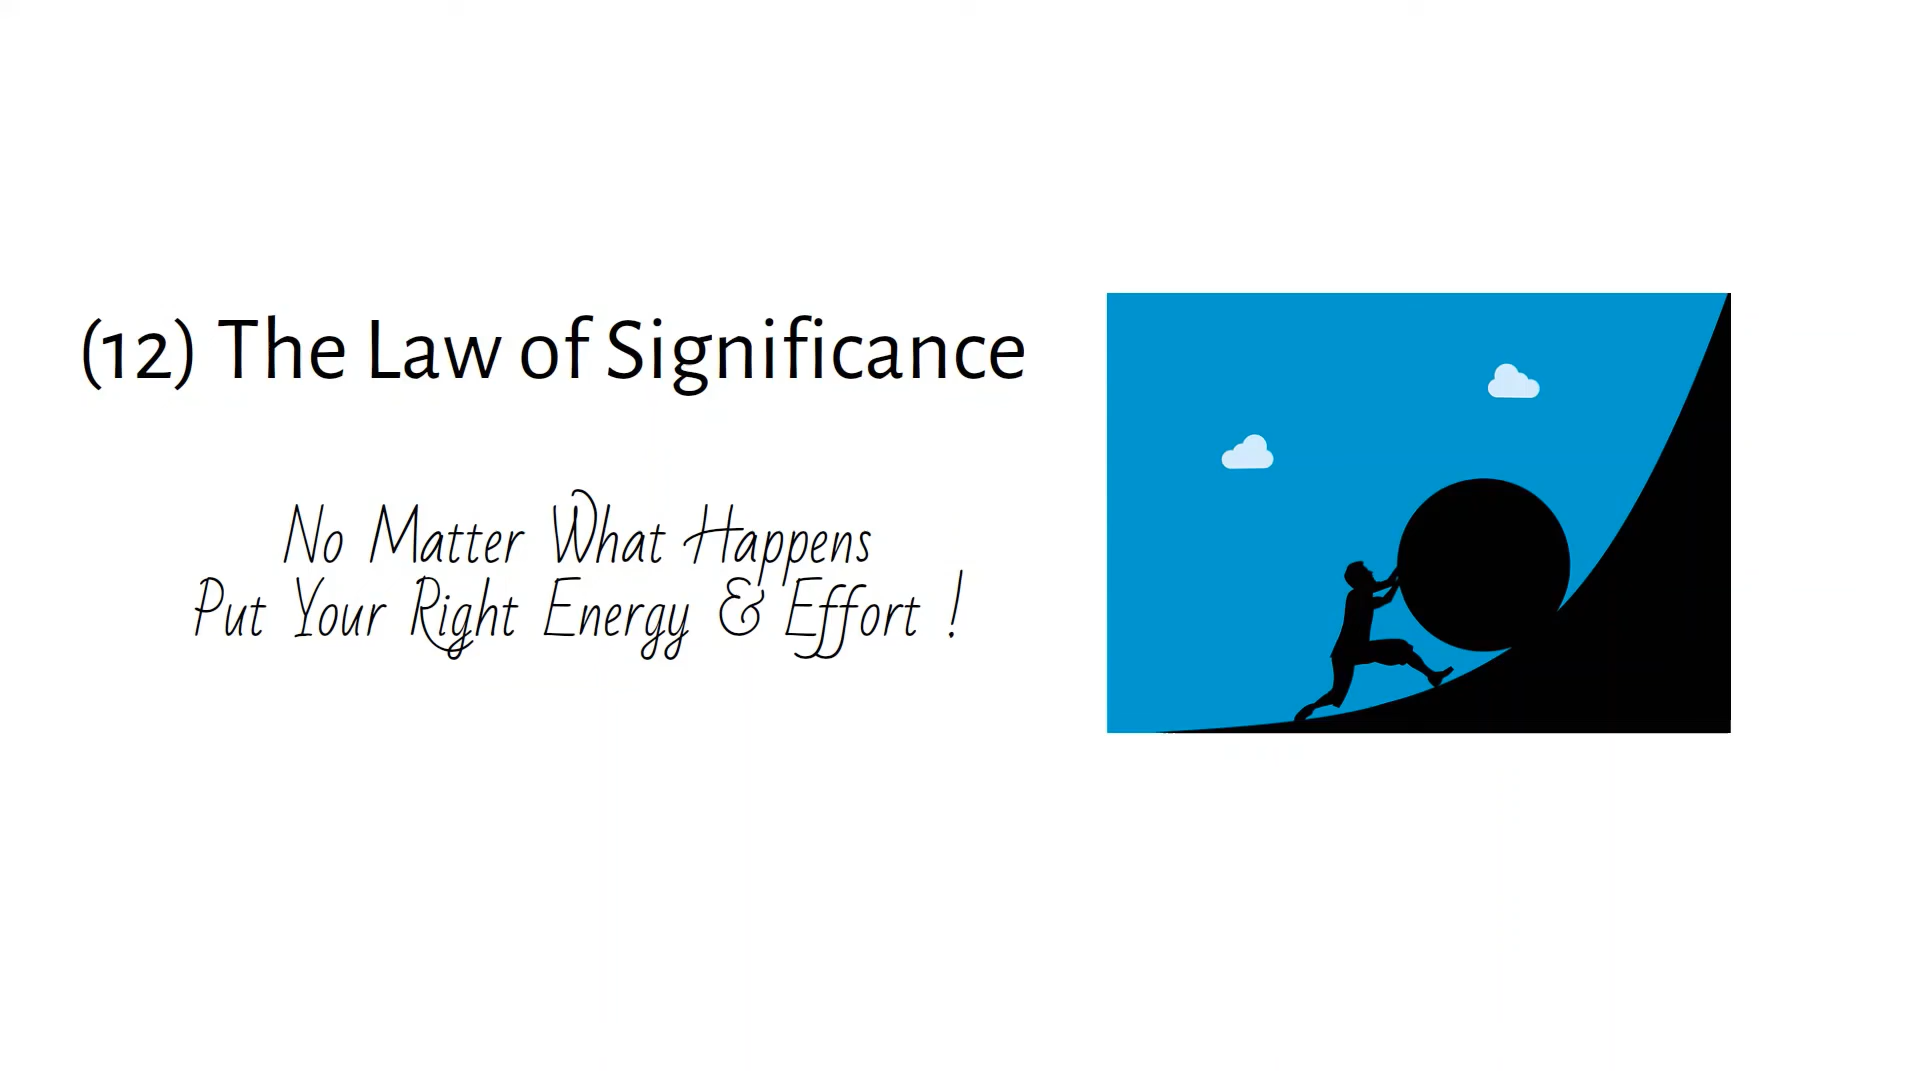 (12) The Law of Significance
No Matter What Happens
Put Your Right Energy & Effort !